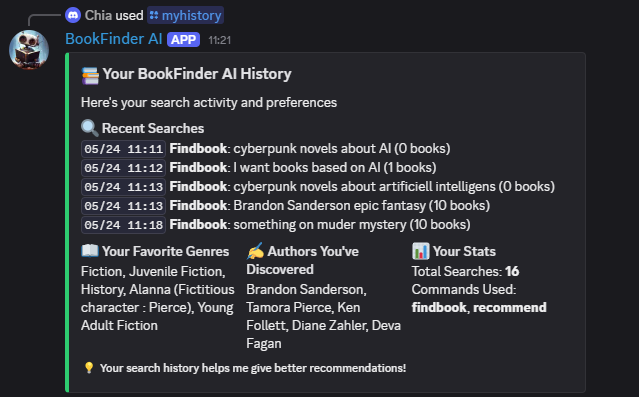 Chia used myhistory
BookFinder AI APP 11:21
Your BookFinder AI History
Here's your search activity and preferences
Recent Searches
05/24 11:11 Findbook: cyberpunk novels about AI (0 books)
05/24 11:12 Findbook: I want books based on AI (1 books)
05/24 11:13 Findbook: cyberpunk novels about artificiell intelligens (0 books)
05/24 11:13 Findbook: Brandon Sanderson epic fantasy (10 books)
05/24 11:18 Findbook: something on muder mystery (10 books)
Your Favorite Genres
Fiction, Juvenile Fiction,
History, Alanna (Fictitious
character : Pierce), Young
Adult Fiction
Authors You've
Discovered
Brandon Sanderson,
Tamora Pierce, Ken
Follett, Diane Zahler, Deva
Fagan
Your Stats
Total Searches: 16
Commands Used:
findbook, recommend
Your search history helps me give better recommendations!